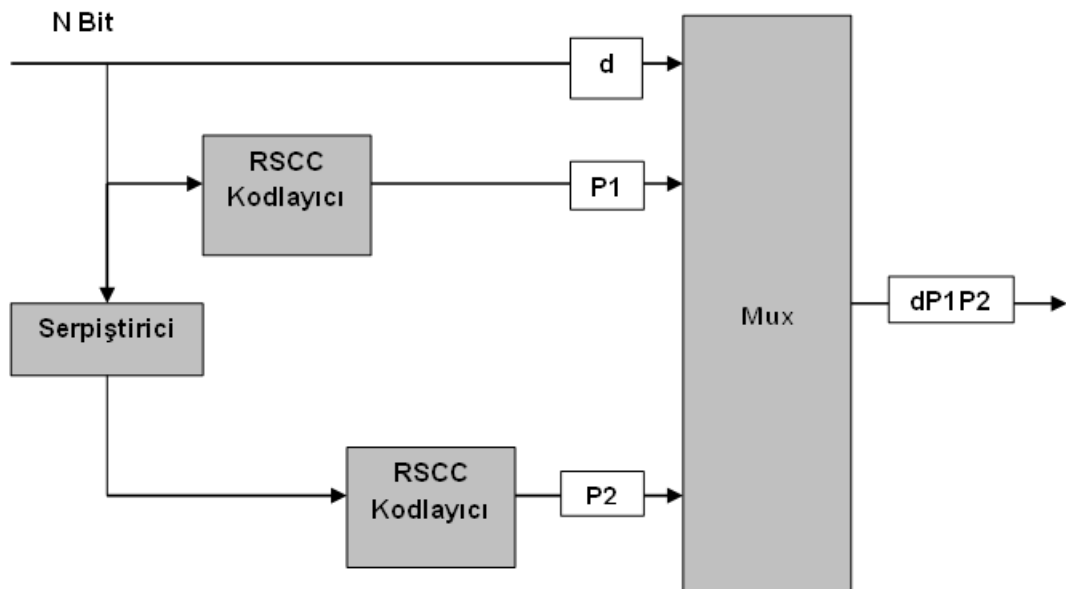 N Bit
d
RSCC
Kodlayıcı
P1
Serpiştirici
Mux
dP1P2
RSCC
Kodlayıcı
P2